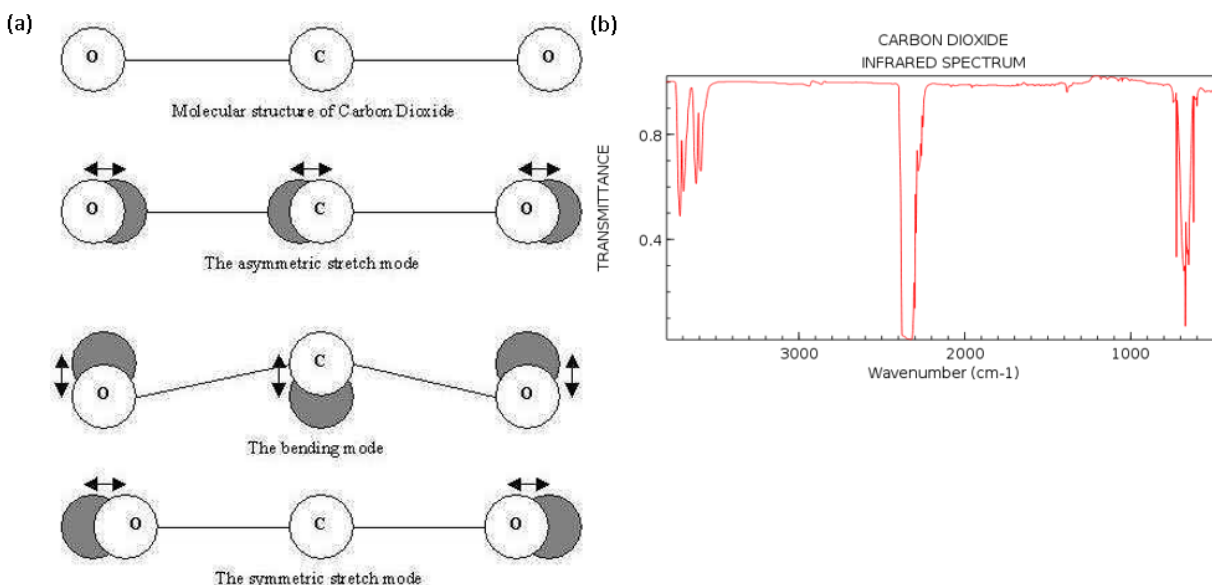 (a)
O C O
Molecular structure of Carbon Dioxide
O C O
The asymmetric stretch mode
O C O
The bending mode
O C O
The symmetric stretch mode
(b)
CARBON DIOXIDE
INFRARED SPECTRUM
TRANSMITTANCE
0.8
0.4
3000 2000 1000
Wavenumber (cm-1)